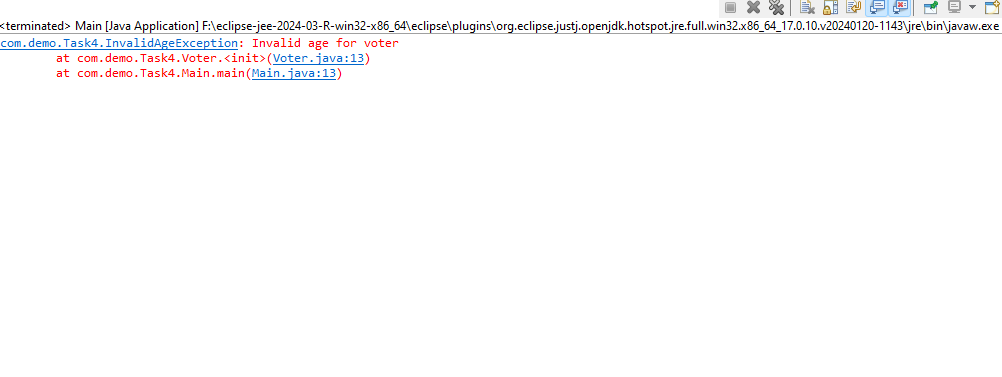 <terminated> Main [Java Application] F:\eclipse-jee-2024-03-R-win32-x86_64\eclipse\plugins\org.eclipse.justj.openjdk.hotspot.jre.full.win32.x86_64_17.0.10.v20240120-1143\jre\bin\javaw.exe
com.demo.Task4.InvalidAgeException: Invalid age for voter
at com.demo.Task4.Voter.<init>(Voter.java:13)
at com.demo.Task4.Main.main(Main.java:13)